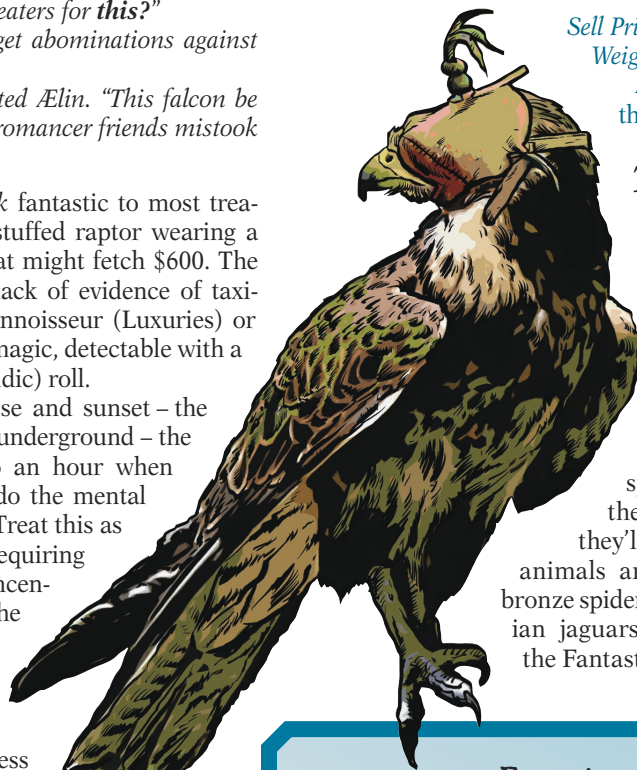 eaters for this?”
get abominations against
ted Ælin. “This falcon be
romancer friends mistook
k fantastic to most trea-
stuffed raptor wearing a
at might fetch $600. The
lack of evidence of taxi-
nnoisseur (Luxuries) or
magic, detectable with a
dic) roll.
se and sunset – the
underground – the
an hour when
do the mental
Treat this as
equiring
ncen-
he
ess
Sell Pri
Weig
th
s
the
they’l
animals an
bronze spider
ian jaguars
the Fantast